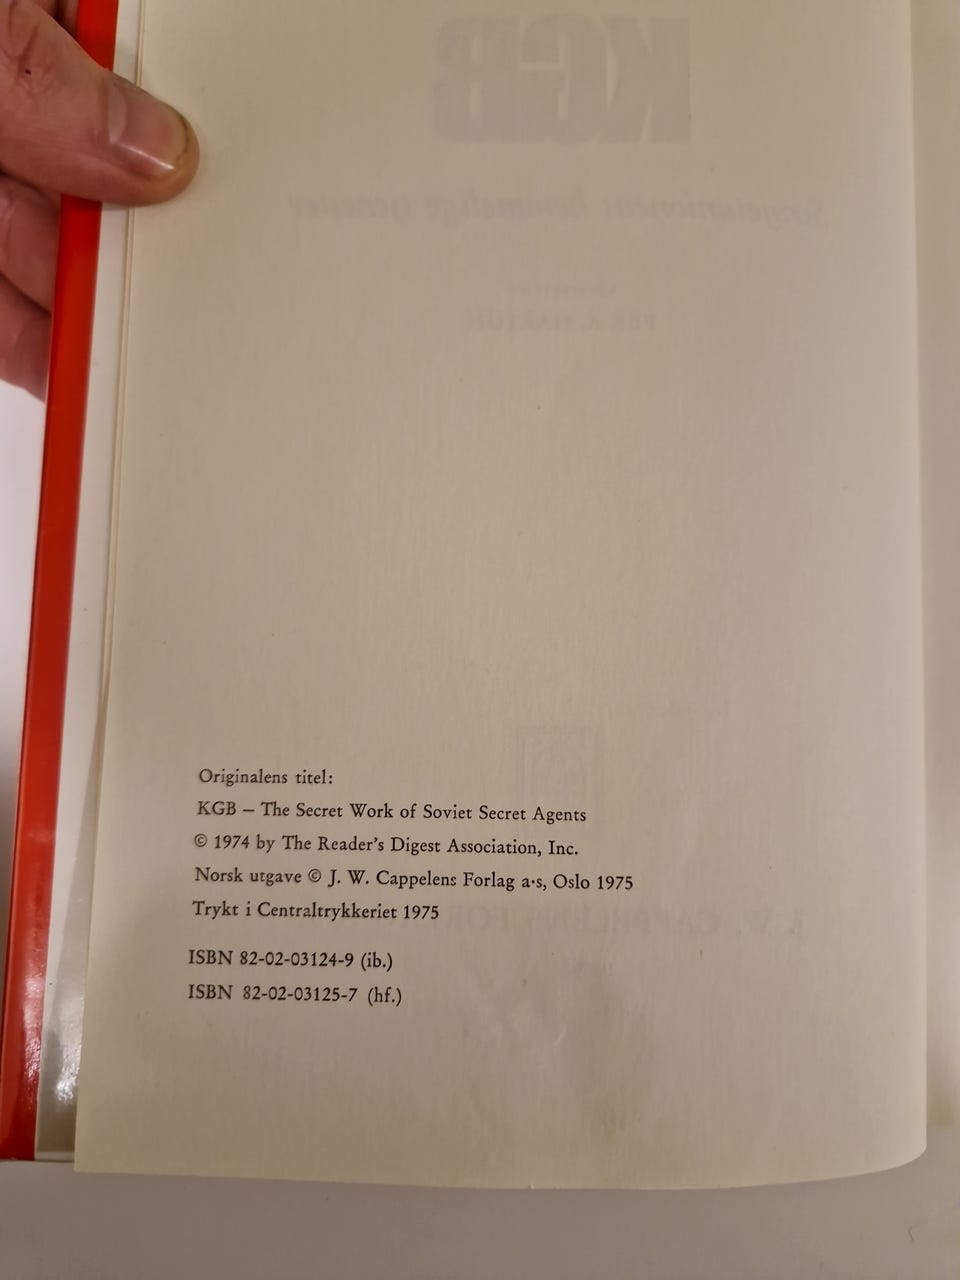 KGB
Originalens titel:
KGB – The Secret Work of Soviet Secret Agents
© 1974 by The Reader's Digest Association, Inc.
Norsk utgave © J. W. Cappelens Forlag a·s, Oslo 1975
Trykt i Centraltrykkeriet 1975
ISBN 82-02-03124-9 (ib.)
ISBN 82-02-03125-7 (hf.)